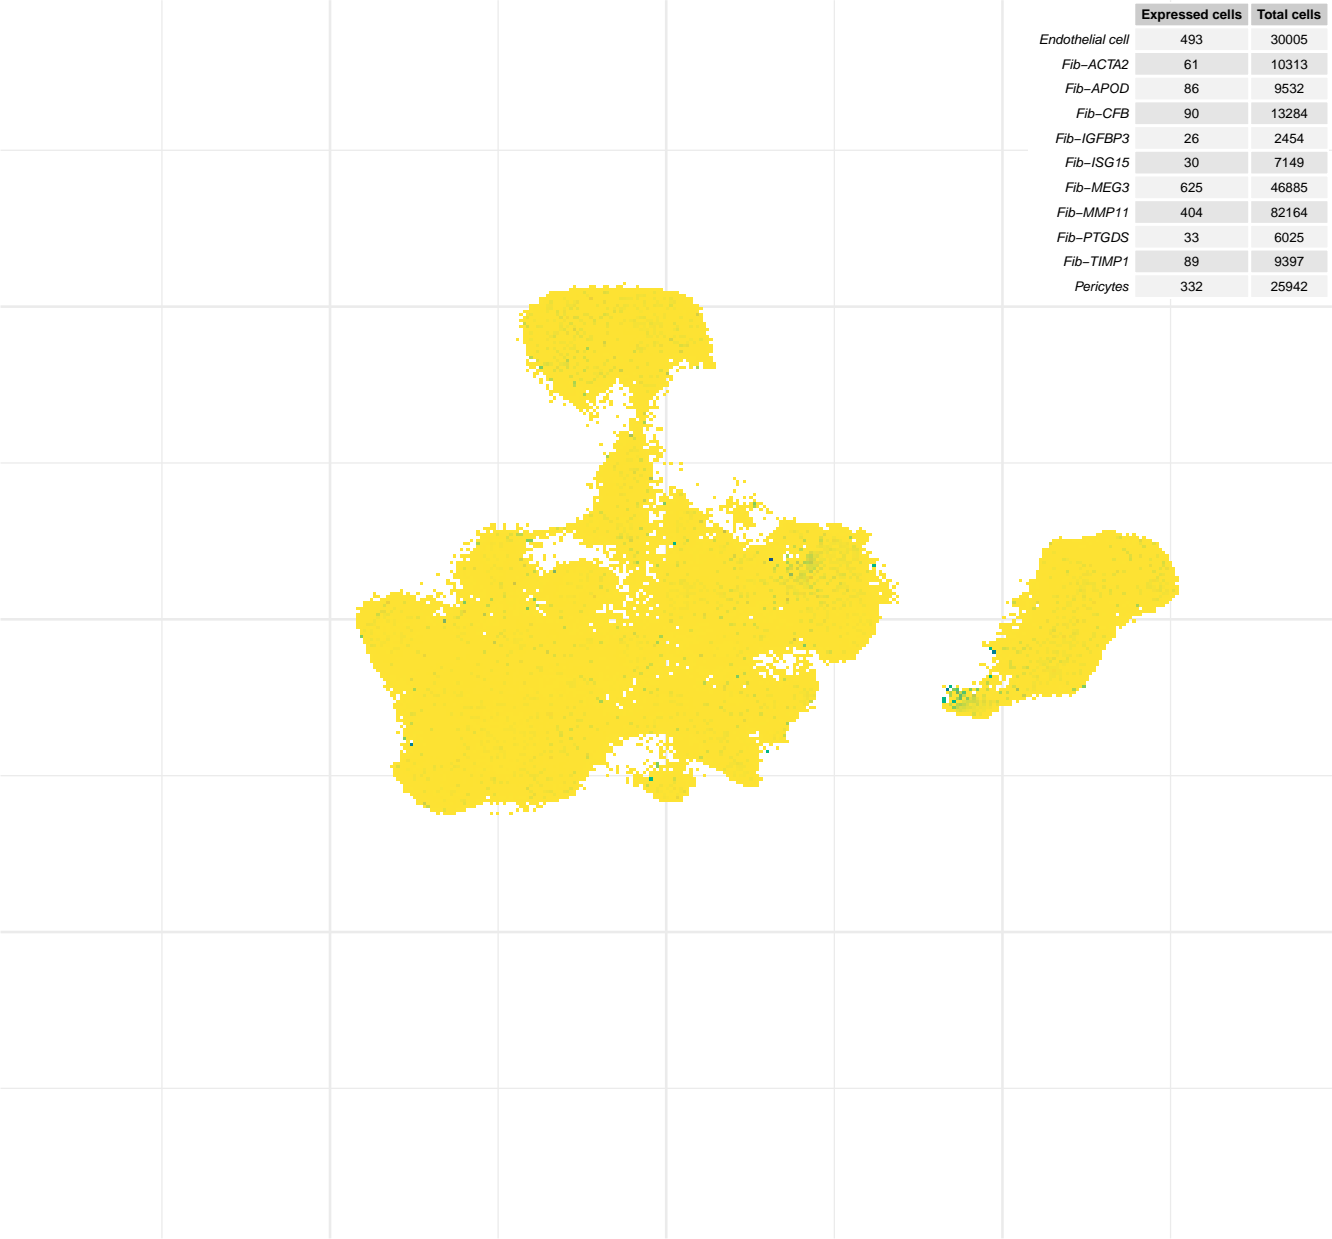 Expressed cells Total cells
Endothelial cell 493 30005
Fib−ACTA2 61 10313
Fib−APOD 86 9532
Fib−CFB 90 13284
Fib−IGFBP3 26 2454
Fib−ISG15 30 7149
Fib−MEG3 625 46885
Fib−MMP11 404 82164
Fib−PTGDS 33 6025
Fib−TIMP1 89 9397
Pericytes 332 25942